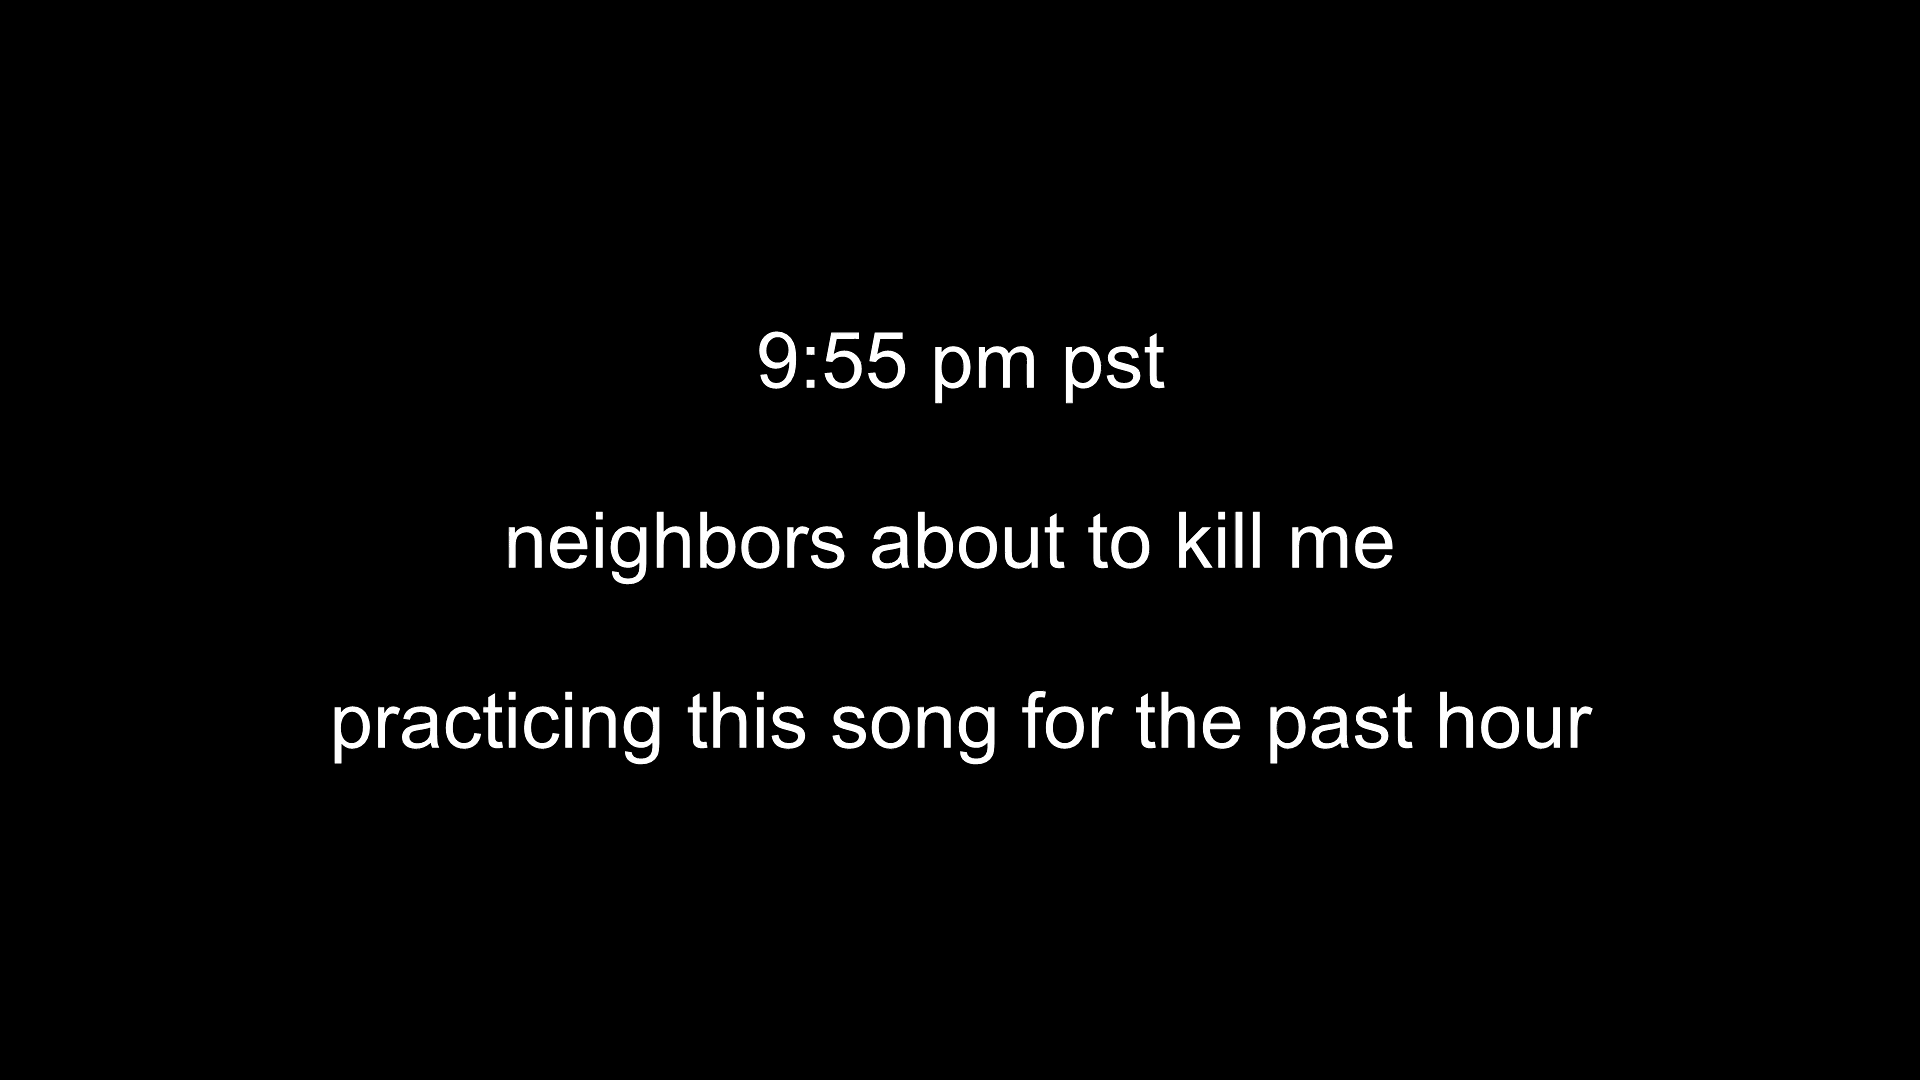 9:55 pm pst
neighbors about to kill me
practicing this song for the past hour